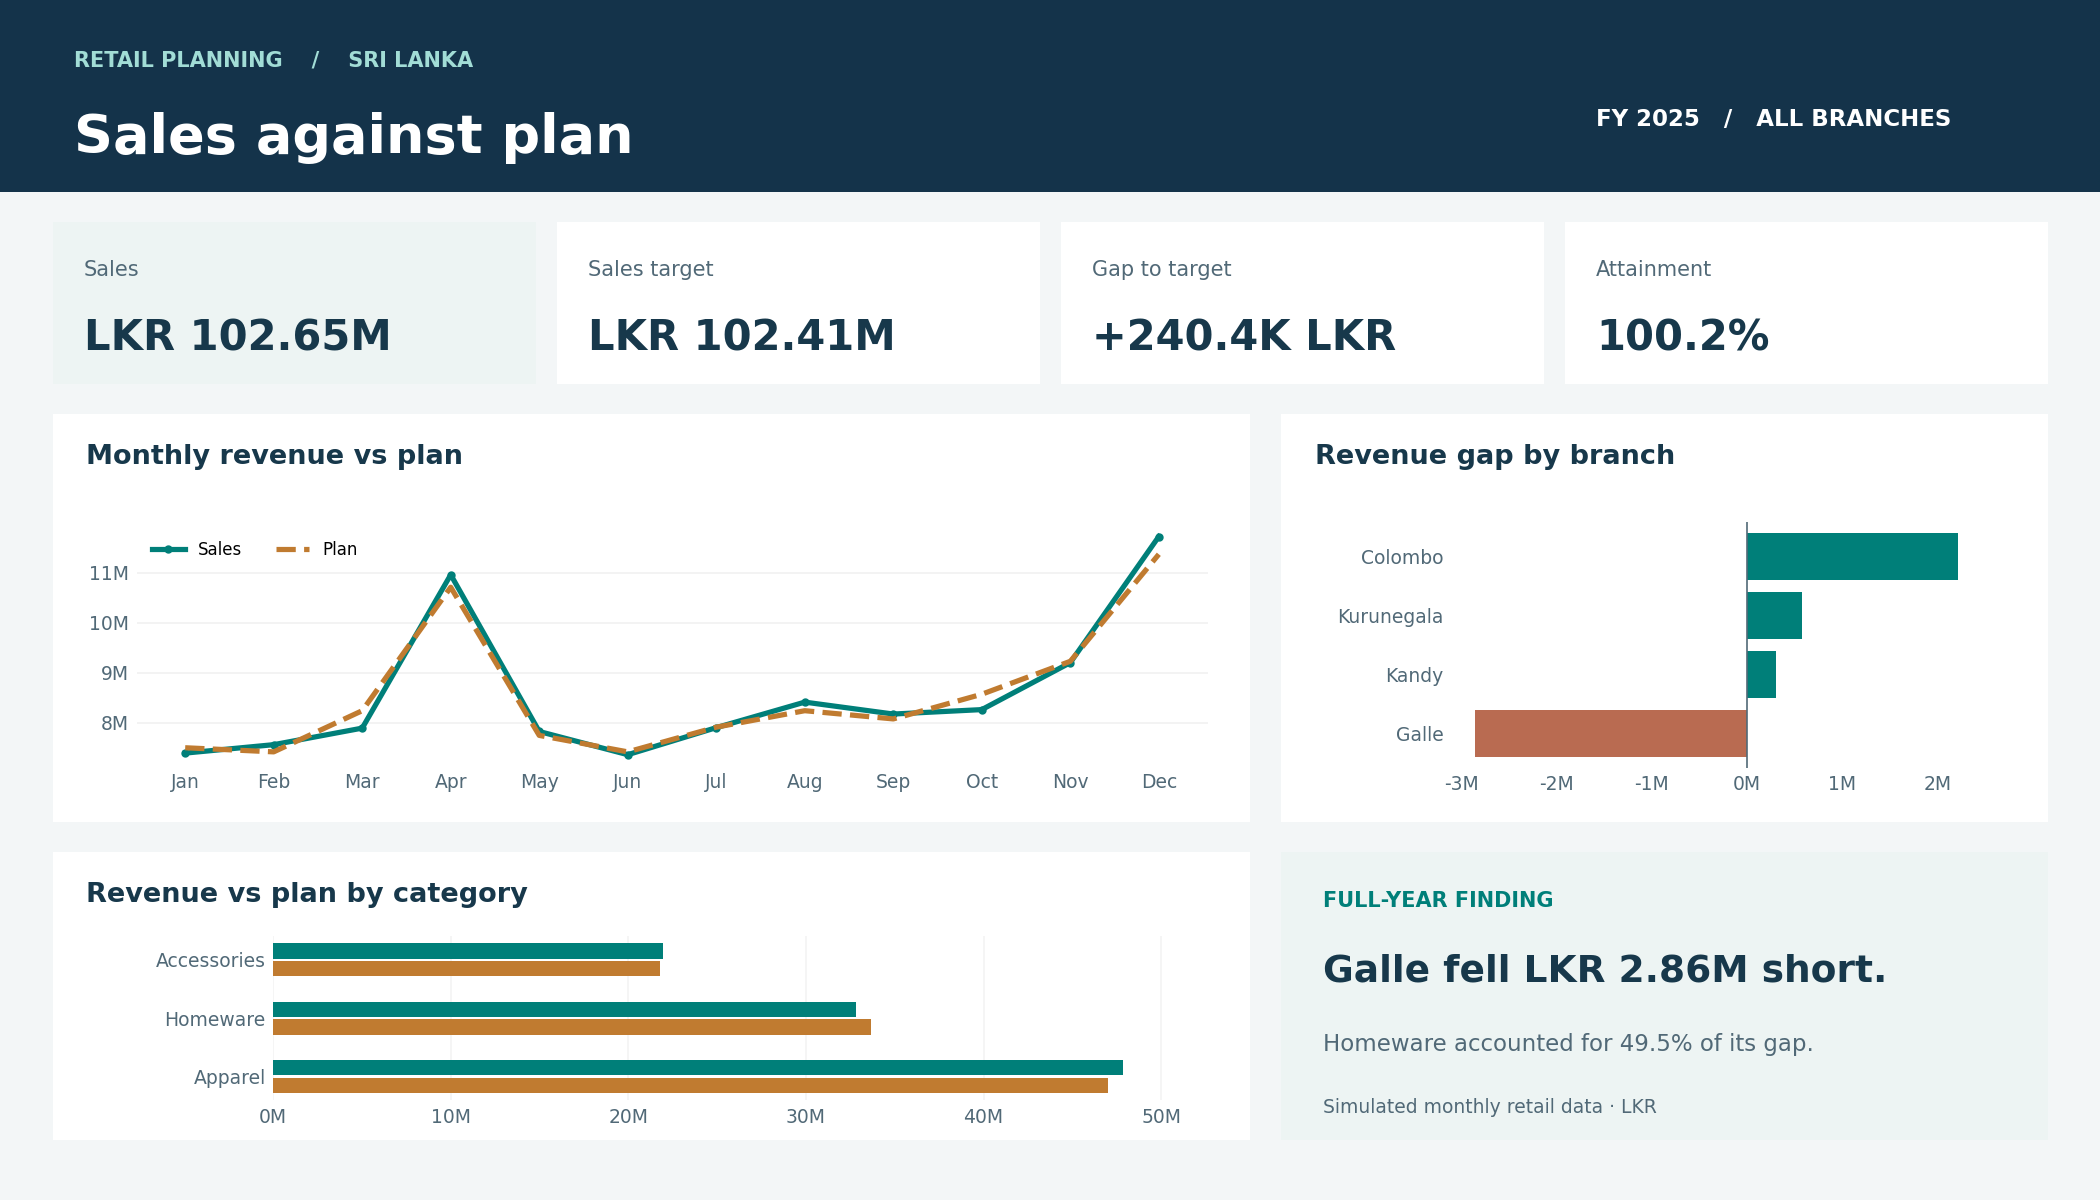 RETAIL PLANNING / SRI LANKA
Sales against plan
FY 2025 / ALL BRANCHES
Sales
LKR 102.65M
Sales target
LKR 102.41M
Gap to target
+240.4K LKR
Attainment
100.2%
Monthly revenue vs plan
Sales Plan
11M
10M
9M
8M
Jan Feb Mar Apr May Jun Jul Aug Sep Oct Nov Dec
Revenue gap by branch
Colombo
Kurunegala
Kandy
Galle
-3M -2M -1M 0M 1M 2M
Revenue vs plan by category
Accessories
Homeware
Apparel
0M 10M 20M 30M 40M 50M
FULL-YEAR FINDING
Galle fell LKR 2.86M short.
Homeware accounted for 49.5% of its gap.
Simulated monthly retail data · LKR